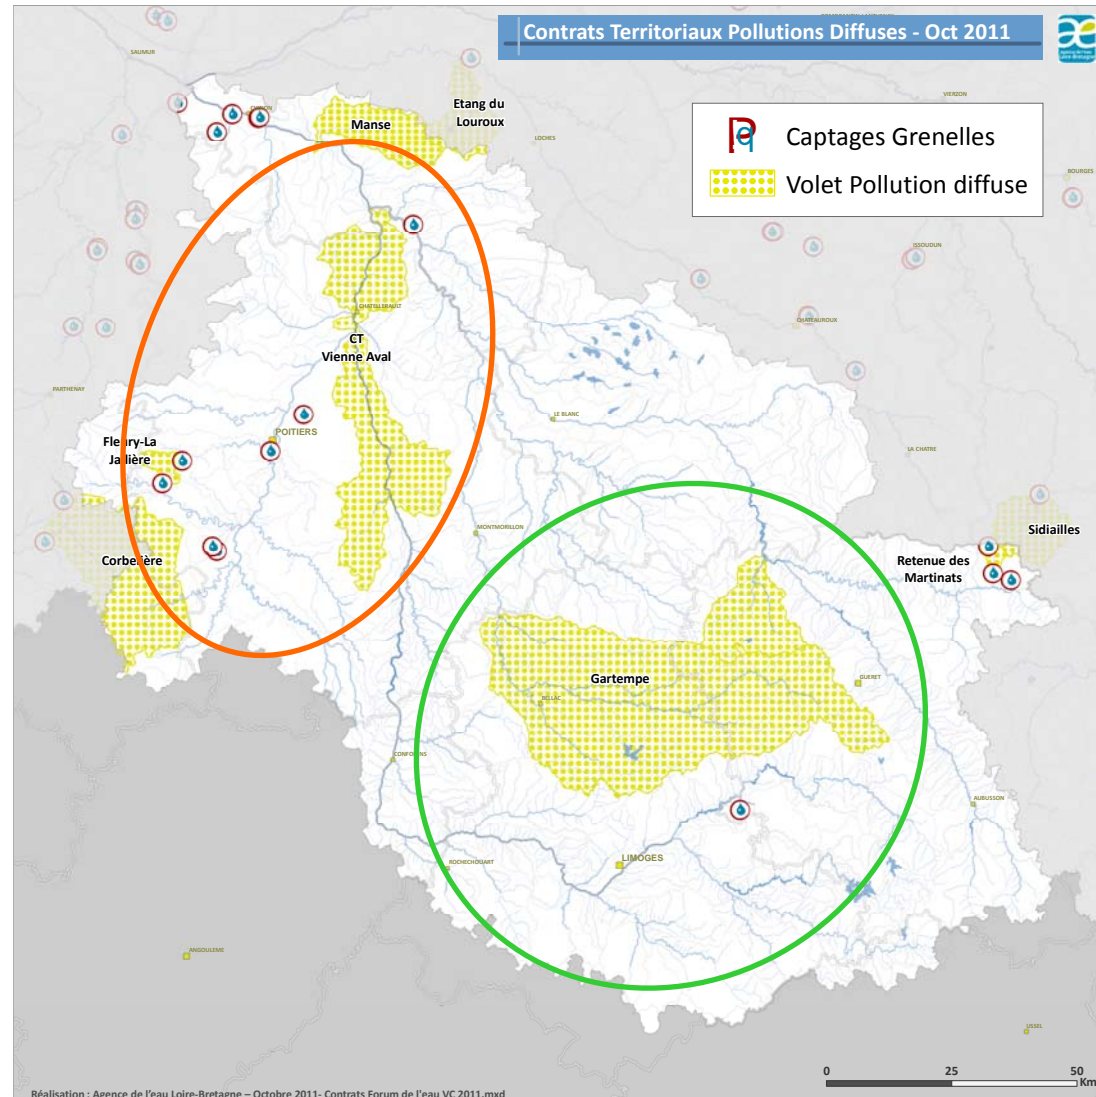 Contrats Territoriaux Pollutions Diffuses - Oct 2011
SAUMUR
VIERZON
Etang du
Louroux
Manse
LOCHES
Captages Grenelles
Volet Pollution diffuse
BOURGES
ISSOUDUN
CHATELLERAULT
CHATEAUROUX
CT
Vienne Aval
PARTHENAY
LE BLANC
POITIERS
Fleury-La
Jallière
LA CHATRE
MONTMORILLON
Sidiailles
Retenue des
Martinats
Corbelière
Gartempe
GUERET
BELLAC
CONFOLENS
AUBUSSON
LIMOGES
ROCHECHOUART
ANGOULEME
USSEL
0 25 50
Km
Réalisation : Agence de l'eau Loire-Bretagne – Octobre 2011- Contrats Forum de l'eau VC 2011.mxd